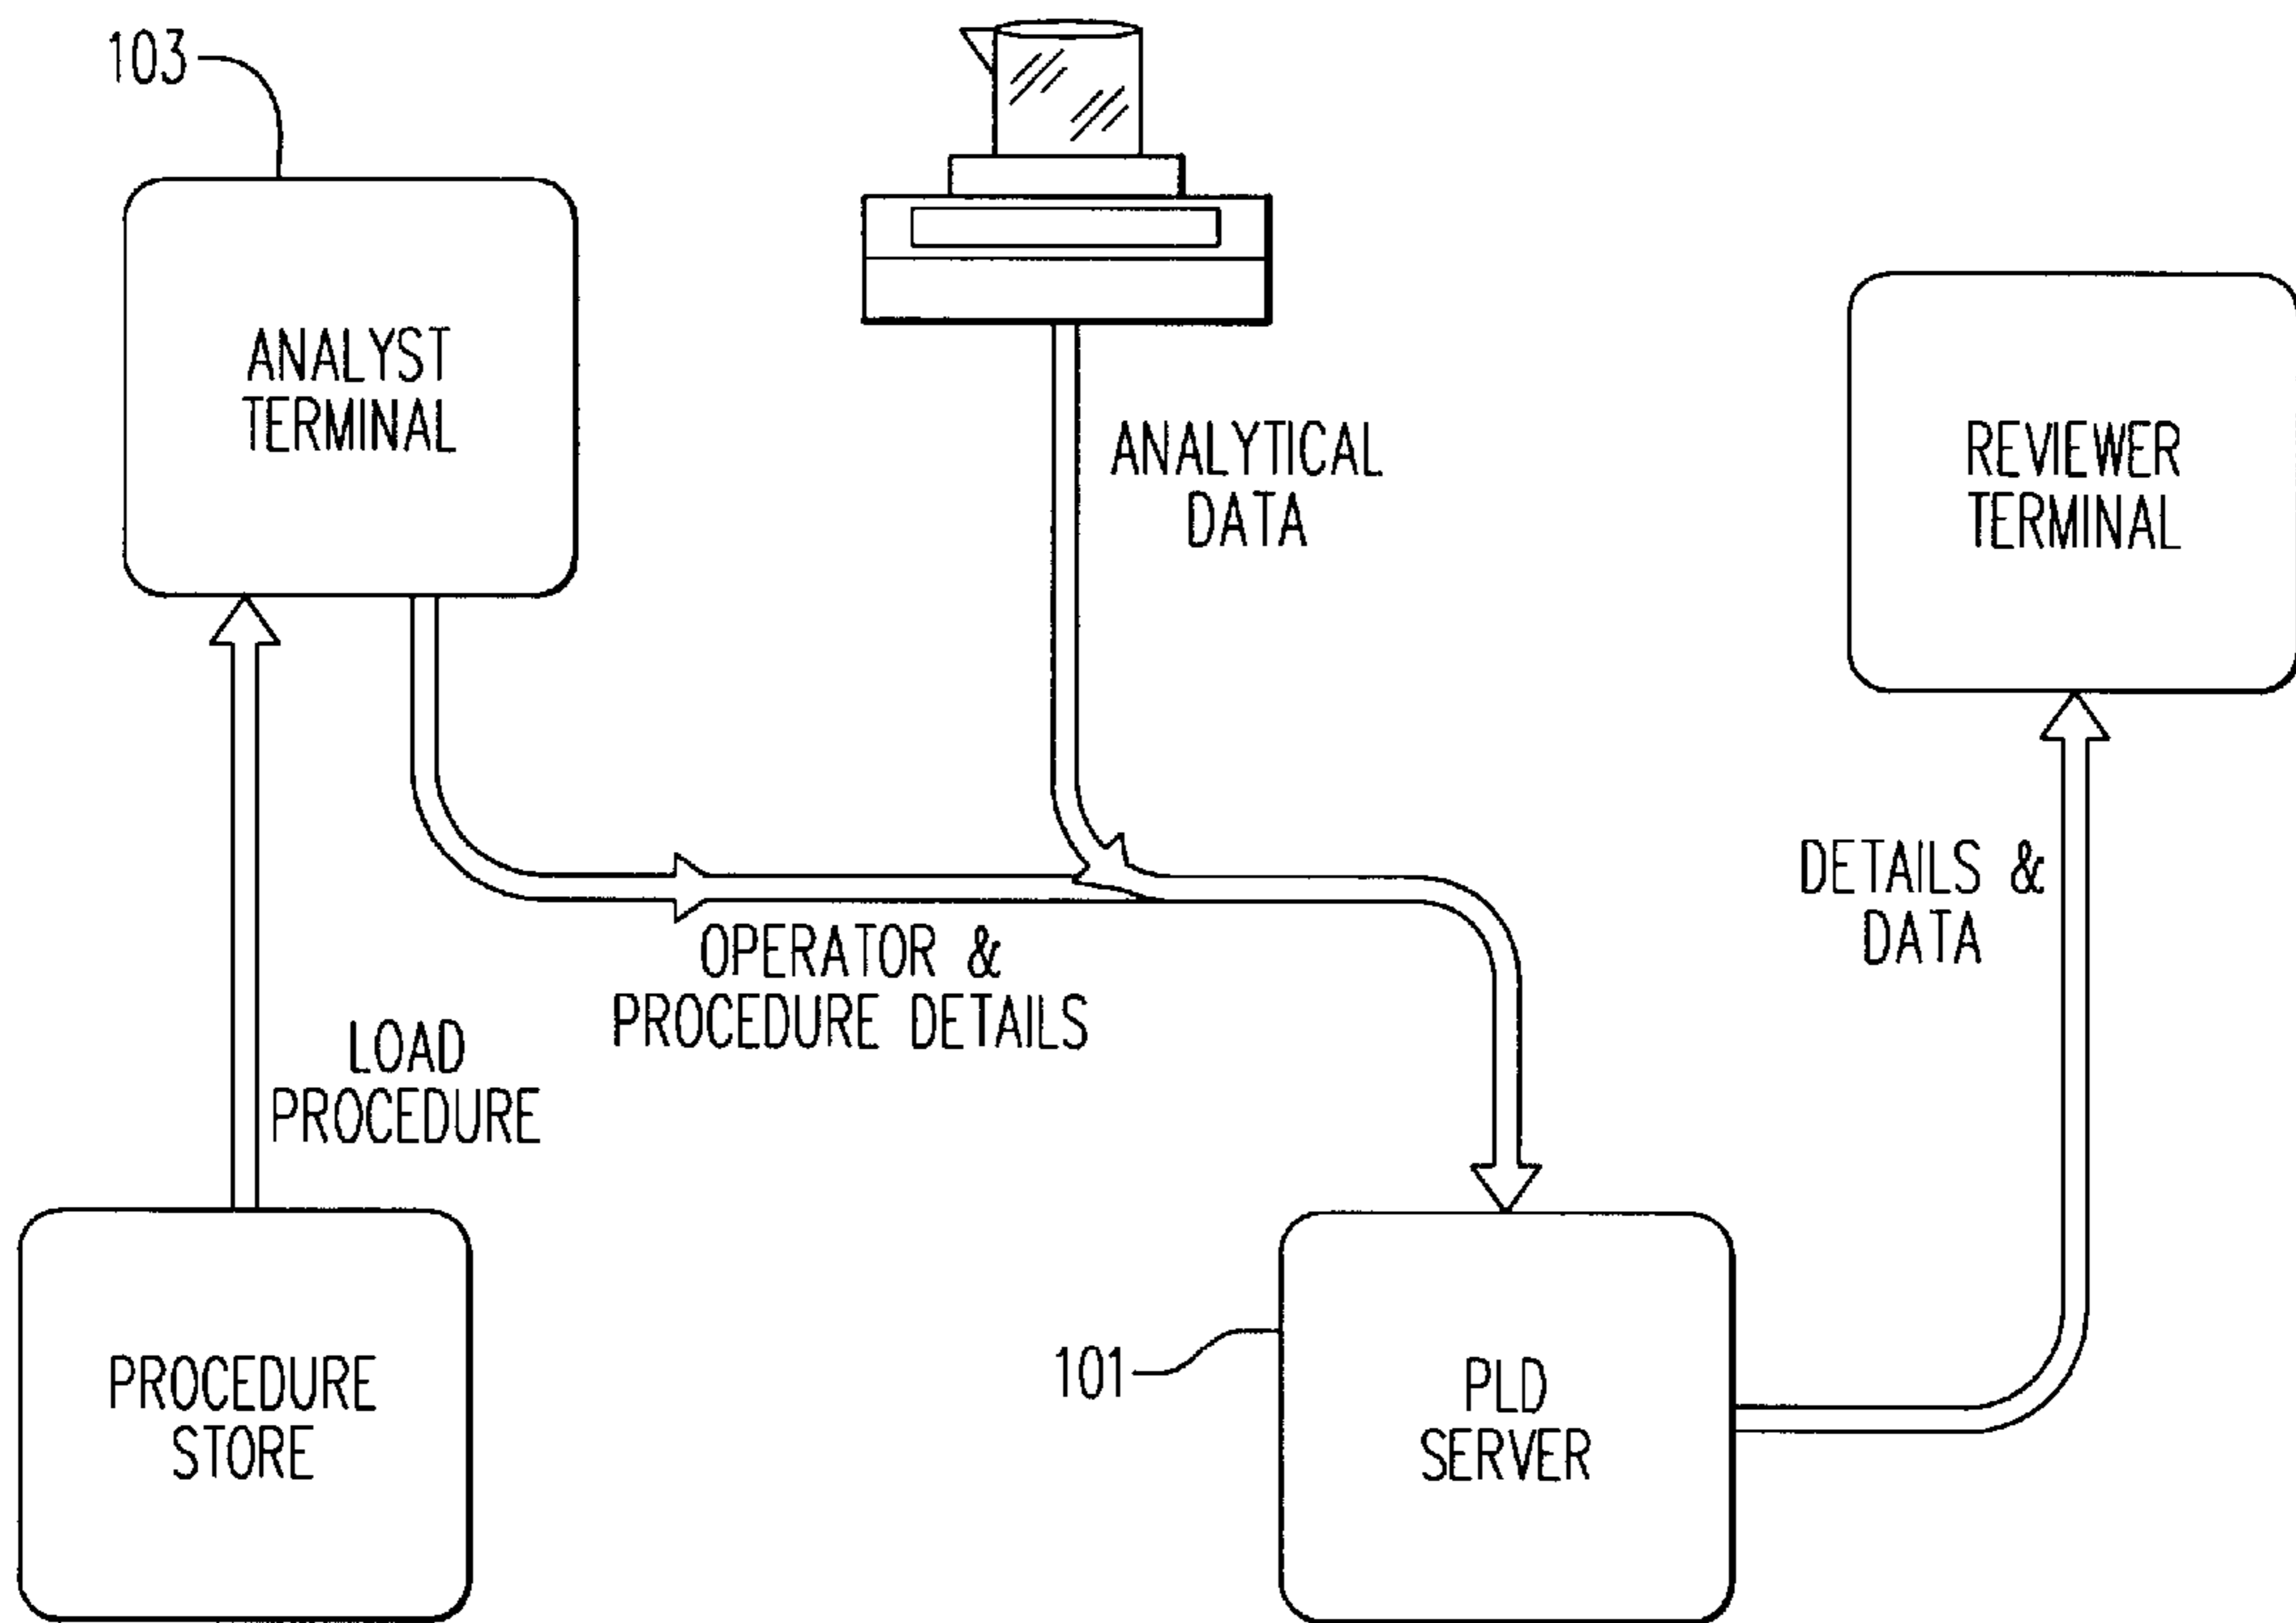 103
ANALYST
TERMINAL
ANALYTICAL
DATA
REVIEWER
TERMINAL
DETAILS &
DATA
OPERATOR &
PROCEDURE DETAILS
LOAD
PROCEDURE
PROCEDURE
STORE
101
PLD
SERVER